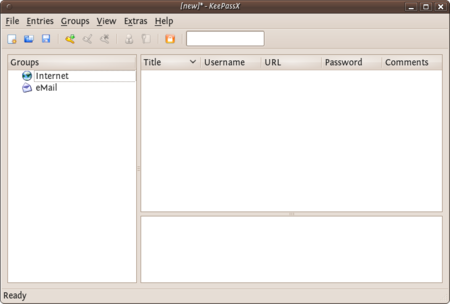 [new]* - KeePassX
File Entries Groups View Extras Help
Groups
Title Username URL Password Comments
Internet
eMail
Ready